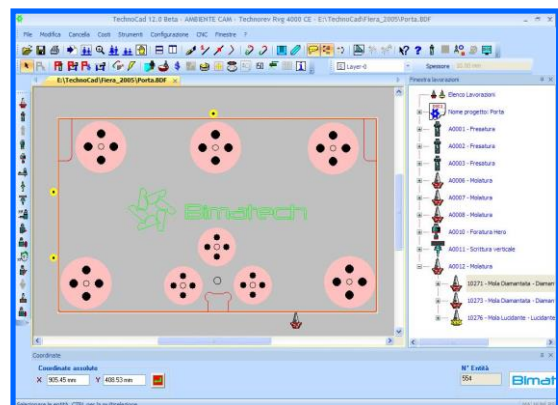 TechnoCad 12.0 Beta - AMBIENTE CAM - Technorev Rvg 4000 CE - E:\TechnoCad\Fiera_2005\Porta.BDF
File Modifica Cancella Costr Strumenti Configurazione CNC Finestre ?
Layer-0 Spessore
E:\TechnoCad\Fiera_2005\Porta.BDF
Finestra lavorazioni
Elenco Lavorazioni
Nome progetto: Porta
A0001 - Fresatura
A0002 - Fresatura
A0003 - Fresatura
A0006 - Molatura
A0007 - Molatura
A0008 - Molatura
A0010 - Foratura Hero
A0011 - Scrittura verticale
A0012 - Molatura
10271 - Mola Diamantata - Diaman
10273 - Mola Diamantata - Diaman
10276 - Mola Lucidante - Lucidante
Bimatech
Coordinate
Coordinate assolute
X 905.45 mm Y 408.53 mm
N° Entità
554
Bimat